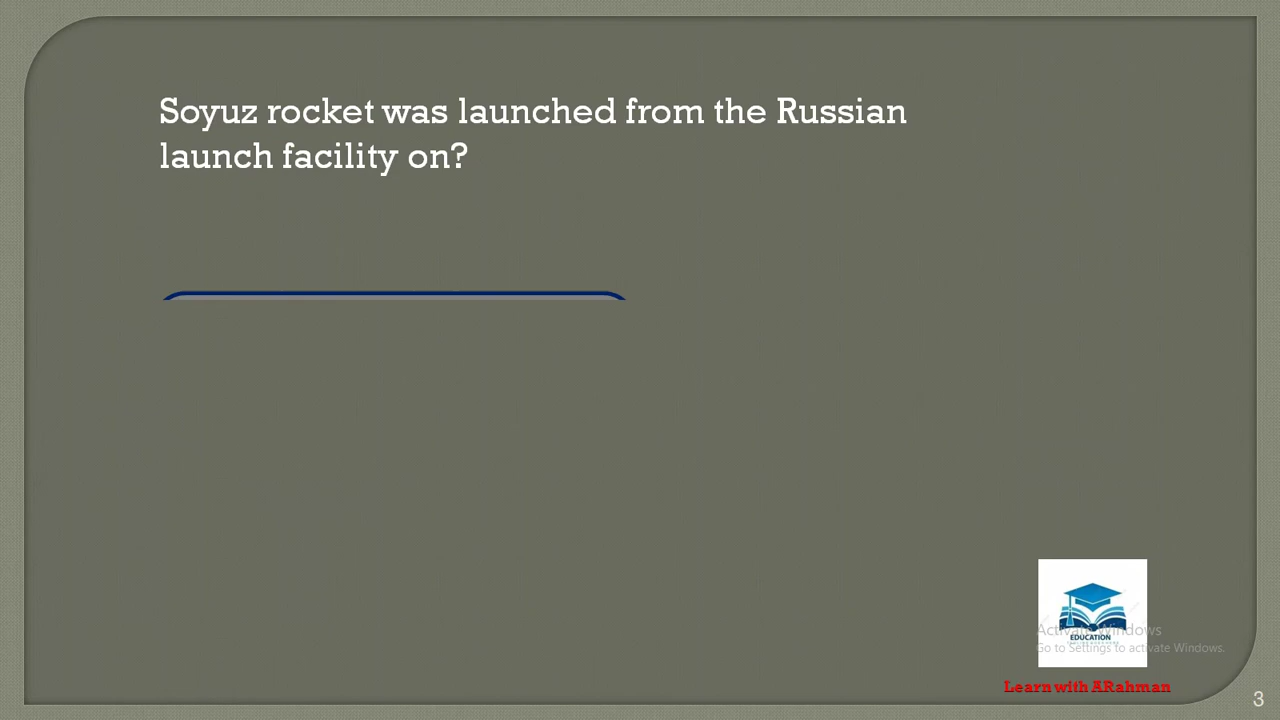 Soyuz rocket was launched from the Russian
launch facility on?
EDUCATION
Activate Windows
Go to Settings to activate Windows.
Learn with ARahman
3